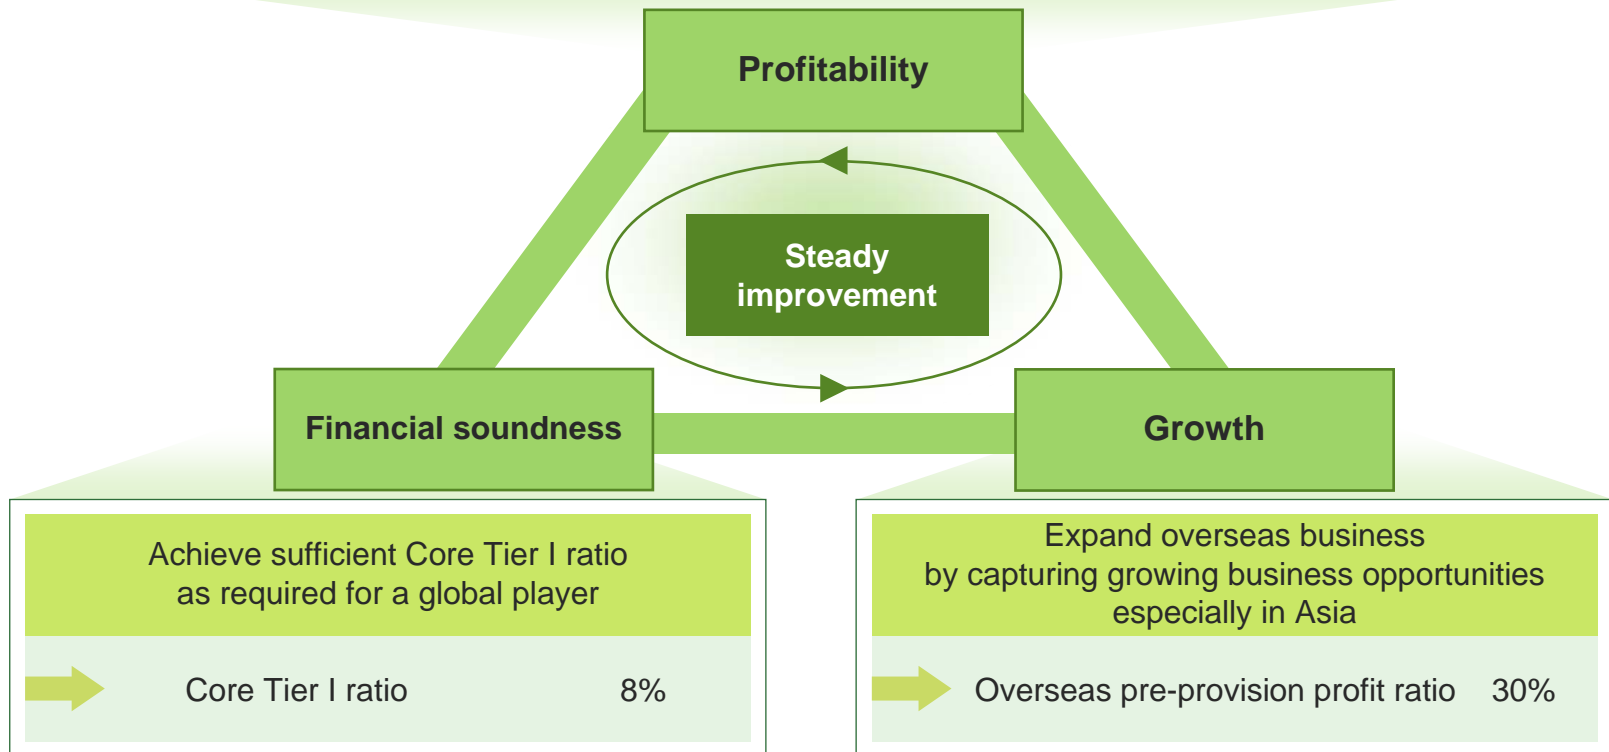 Profitability
Steady
improvement
Financial soundness
Growth
Achieve sufficient Core Tier I ratio
as required for a global player
Core Tier I ratio 8%
Expand overseas business
by capturing growing business opportunities
especially in Asia
Overseas pre-provision profit ratio 30%